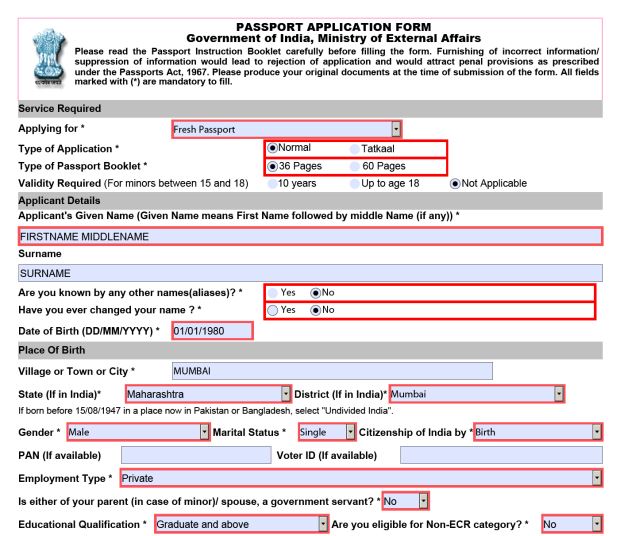 PASSPORT APPLICATION FORM
Government of India, Ministry of External Affairs
Please read the Passport Instruction Booklet carefully before filling the form. Furnishing of incorrect information/
suppression of information would lead to rejection of application and would attract penal provisions as prescribed
under the Passports Act, 1967. Please produce your original documents at the time of submission of the form. All fields
marked with (*) are mandatory to fill.
Service Required
Applying for * Fresh Passport
Type of Application * Normal Tatkaal
Type of Passport Booklet * 36 Pages 60 Pages
Validity Required (For minors between 15 and 18) 10 years Up to age 18 Not Applicable
Applicant Details
Applicant's Given Name (Given Name means First Name followed by middle Name (if any)) *
FIRSTNAME MIDDLENAME
Surname
SURNAME
Are you known by any other names(aliases)? * Yes No
Have you ever changed your name ? * Yes No
Date of Birth (DD/MM/YYYY) * 01/01/1980
Place Of Birth
Village or Town or City * MUMBAI
State (If in India)* Maharashtra District (If in India)* Mumbai
If born before 15/08/1947 in a place now in Pakistan or Bangladesh, select "Undivided India".
Gender * Male Marital Status * Single Citizenship of India by * Birth
PAN (If available) Voter ID (If available)
Employment Type * Private
Is either of your parent (in case of minor)/ spouse, a government servant? * No
Educational Qualification * Graduate and above Are you eligible for Non-ECR category? * No